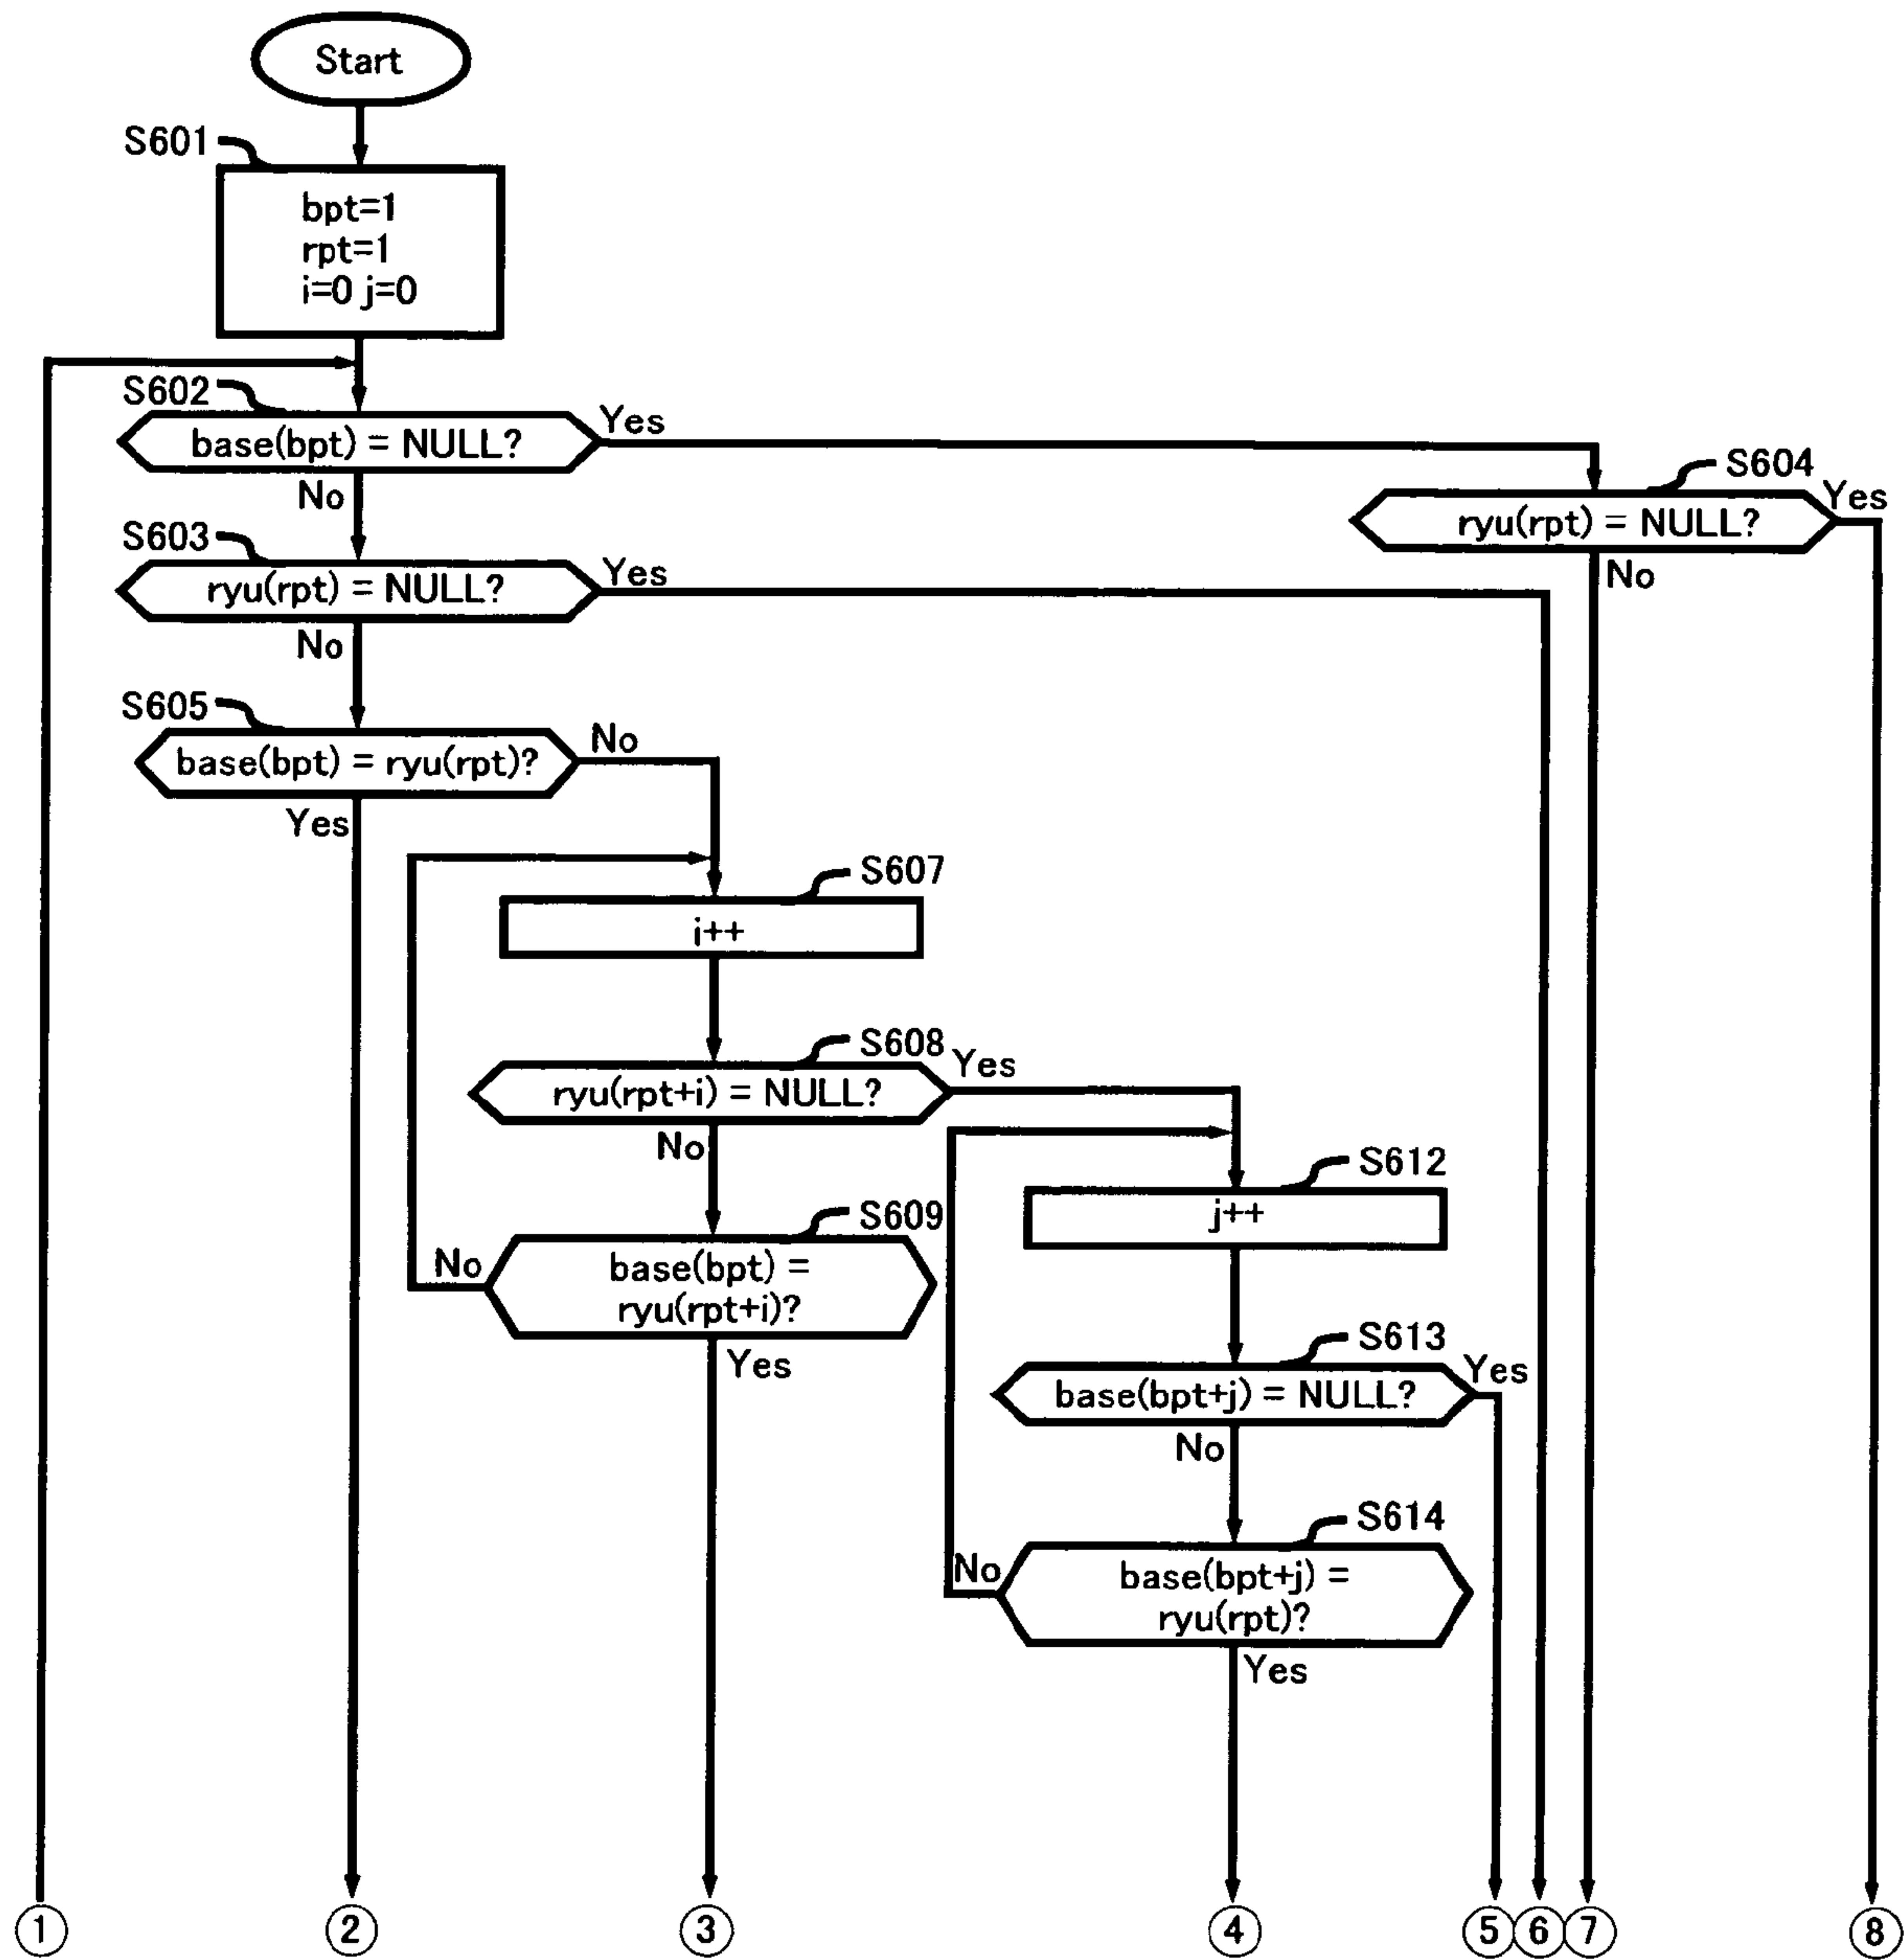 Start
S601
bpt=1
rpt=1
i=0 j=0
S602
base(bpt) = NULL?
Yes
No
S604
ryu(rpt) = NULL?
Yes
No
S603
ryu(rpt) = NULL?
Yes
No
S605
base(bpt) = ryu(rpt)?
No
Yes
S607
i++
S608
ryu(rpt+i) = NULL?
Yes
No
S609
base(bpt) =
ryu(rpt+i)?
No
Yes
S612
j++
S613
base(bpt+j) = NULL?
Yes
No
S614
base(bpt+j) =
ryu(rpt)?
No
Yes
1
2
3
4
5
6
7
8